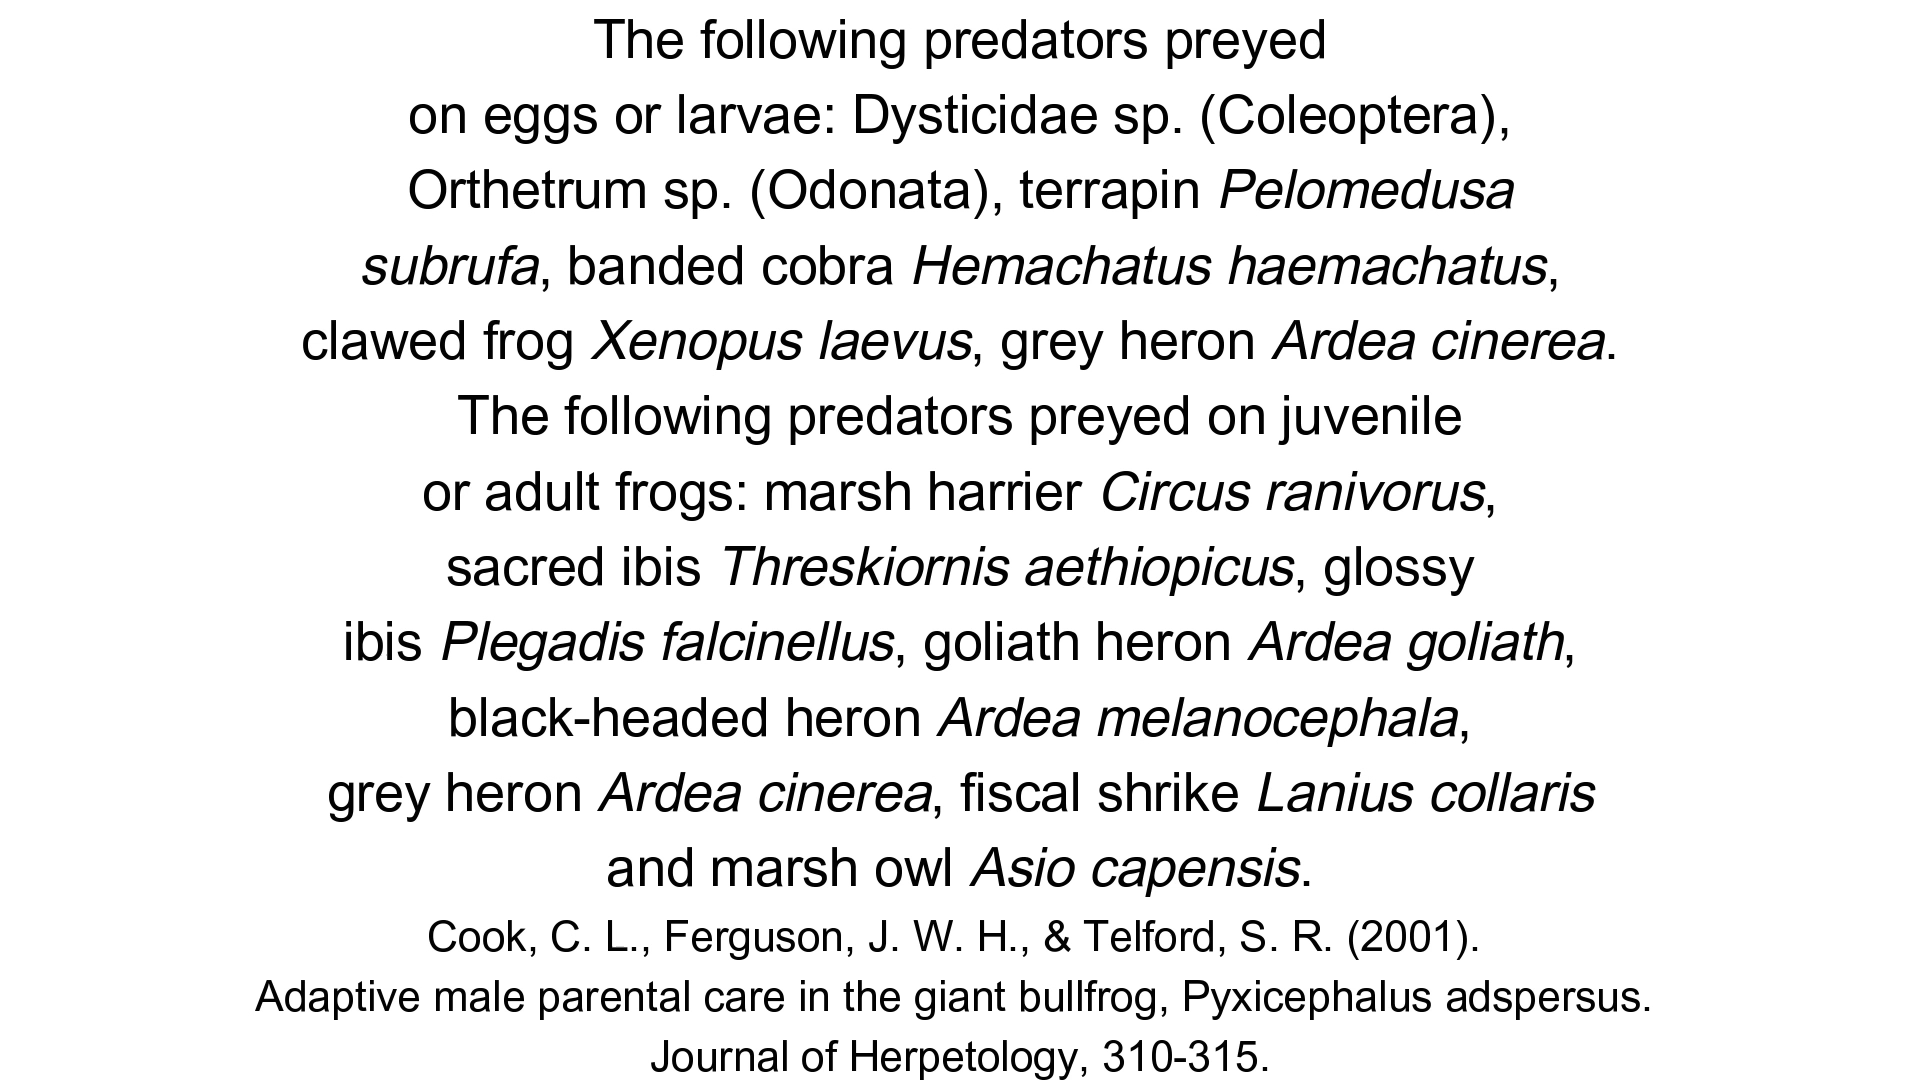 The following predators preyed
on eggs or larvae: Dysticidae sp. (Coleoptera),
Orthetrum sp. (Odonata), terrapin Pelomedusa
subrufa, banded cobra Hemachatus haemachatus,
clawed frog Xenopus laevus, grey heron Ardea cinerea.
The following predators preyed on juvenile
or adult frogs: marsh harrier Circus ranivorus,
sacred ibis Threskiornis aethiopicus, glossy
ibis Plegadis falcinellus, goliath heron Ardea goliath,
black-headed heron Ardea melanocephala,
grey heron Ardea cinerea, fiscal shrike Lanius collaris
and marsh owl Asio capensis.
Cook, C. L., Ferguson, J. W. H., & Telford, S. R. (2001).
Adaptive male parental care in the giant bullfrog, Pyxicephalus adspersus.
Journal of Herpetology, 310-315.